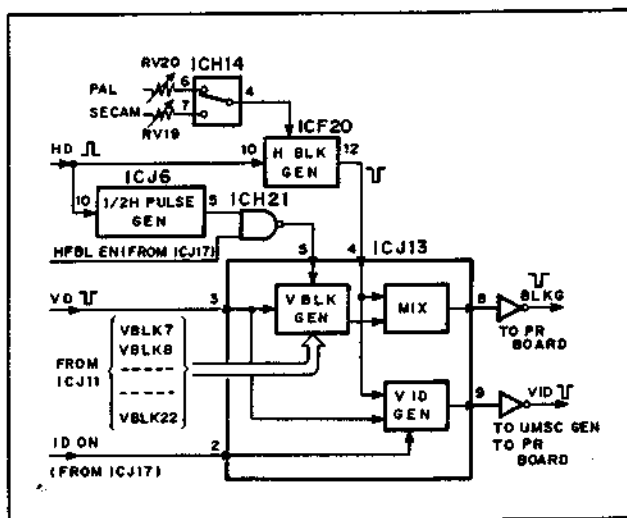 RV20
ICH14
PAL
6
4
SECAM
7
RV19
ICF20
HD
10
H BLK
GEN
12
ICJ6
10
1/2H PULSE
GEN
5
ICH21
HFBL EN (FROM ICJ17)
5
4
ICJ13
VD
3
V BLK
GEN
MIX
8
BLKG
TO PR
BOARD
FROM
ICJ11
VBLK7
VBLK8
VBLK22
V ID
GEN
9
VID
TO UMSC GEN
TO PR
BOARD
ID ON
2
(FROM ICJ17)